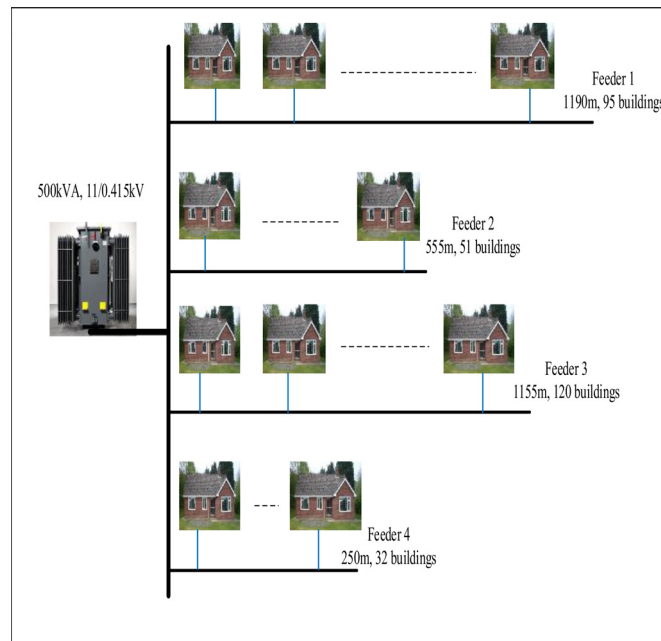 Feeder 1
1190m, 95 buildings
500kVA, 11/0.415kV
Feeder 2
555m, 51 buildings
Feeder 3
1155m, 120 buildings
Feeder 4
250m, 32 buildings